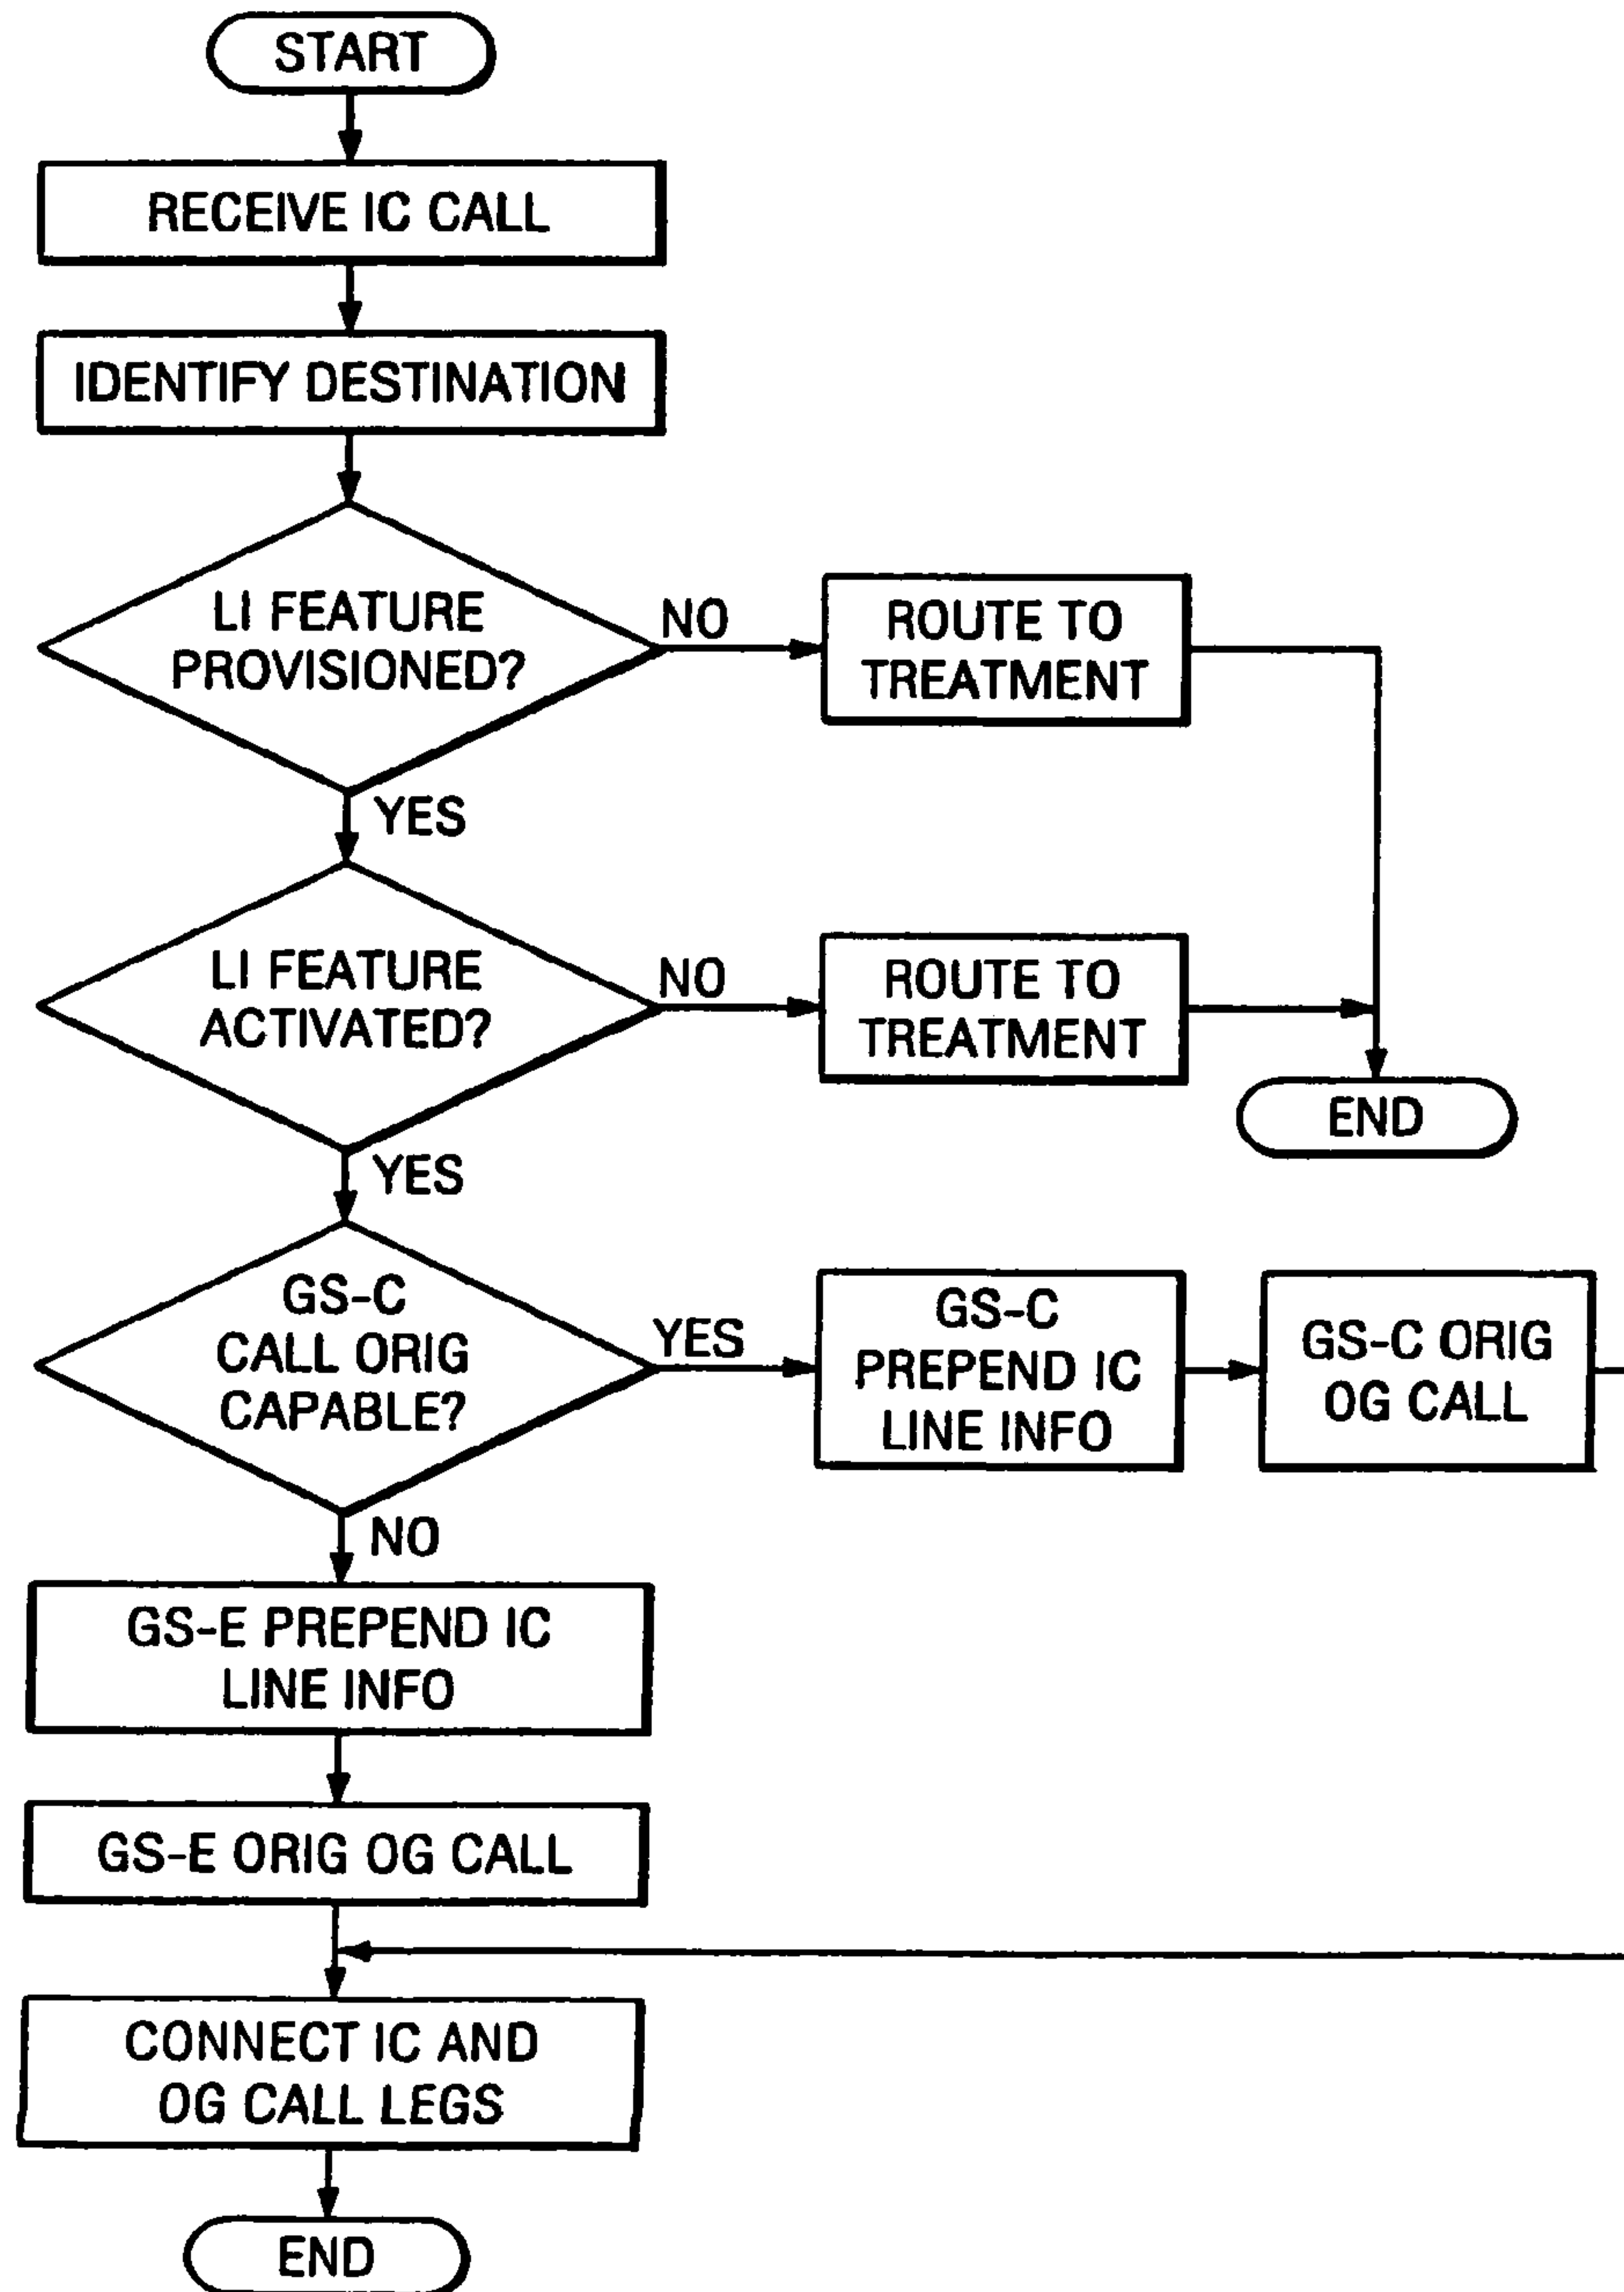 START
RECEIVE IC CALL
IDENTIFY DESTINATION
LI FEATURE
PROVISIONED?
NO
ROUTE TO
TREATMENT
YES
LI FEATURE
ACTIVATED?
NO
ROUTE TO
TREATMENT
END
YES
GS-C
CALL ORIG
CAPABLE?
YES
GS-C
PREPEND IC
LINE INFO
GS-C ORIG
OG CALL
NO
GS-E PREPEND IC
LINE INFO
GS-E ORIG OG CALL
CONNECT IC AND
OG CALL LEGS
END